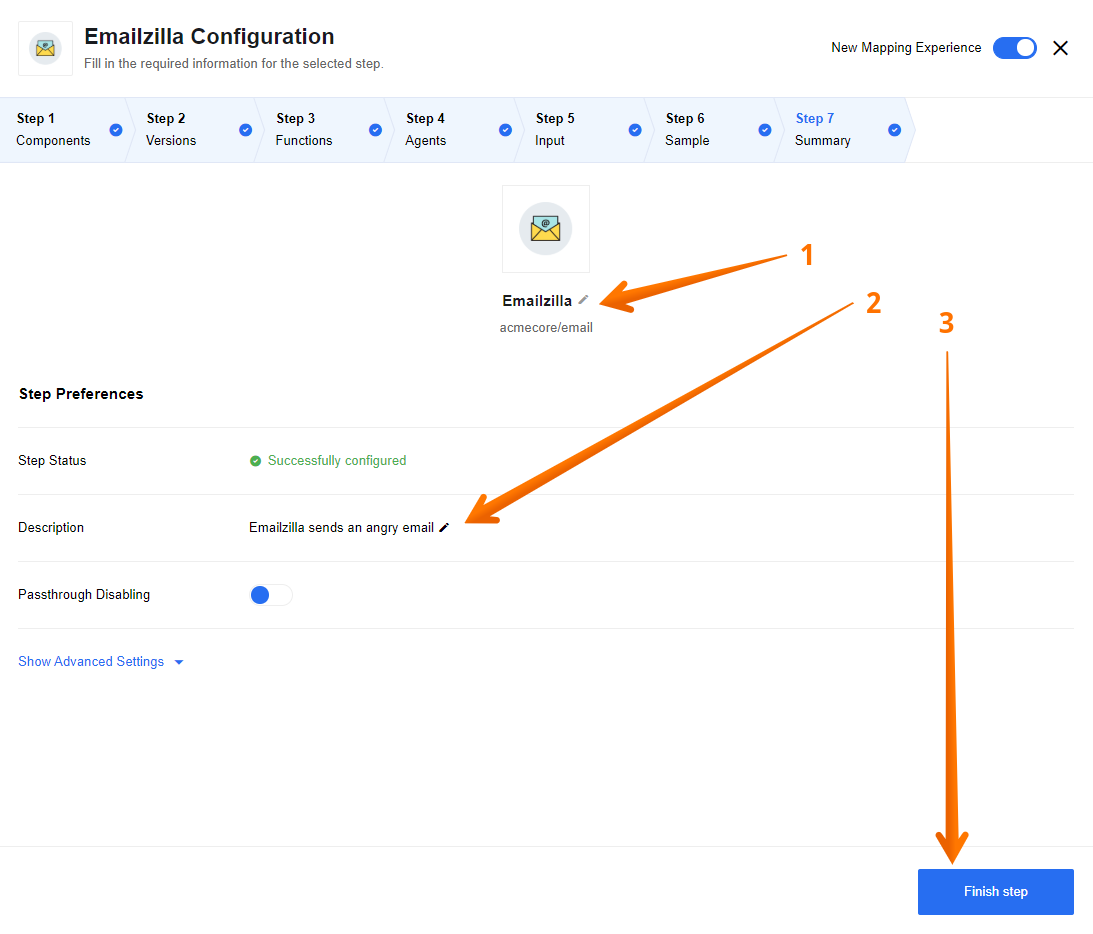 Emailzilla Configuration
Fill in the required information for the selected step.
New Mapping Experience
Step 1
Components
Step 2
Versions
Step 3
Functions
Step 4
Agents
Step 5
Input
Step 6
Sample
Step 7
Summary
@
@
1
Emailzilla
2
acmecore/email
3
Step Preferences
Step Status
Successfully configured
Description
Emailzilla sends an angry email
Passthrough Disabling
Show Advanced Settings
Finish step